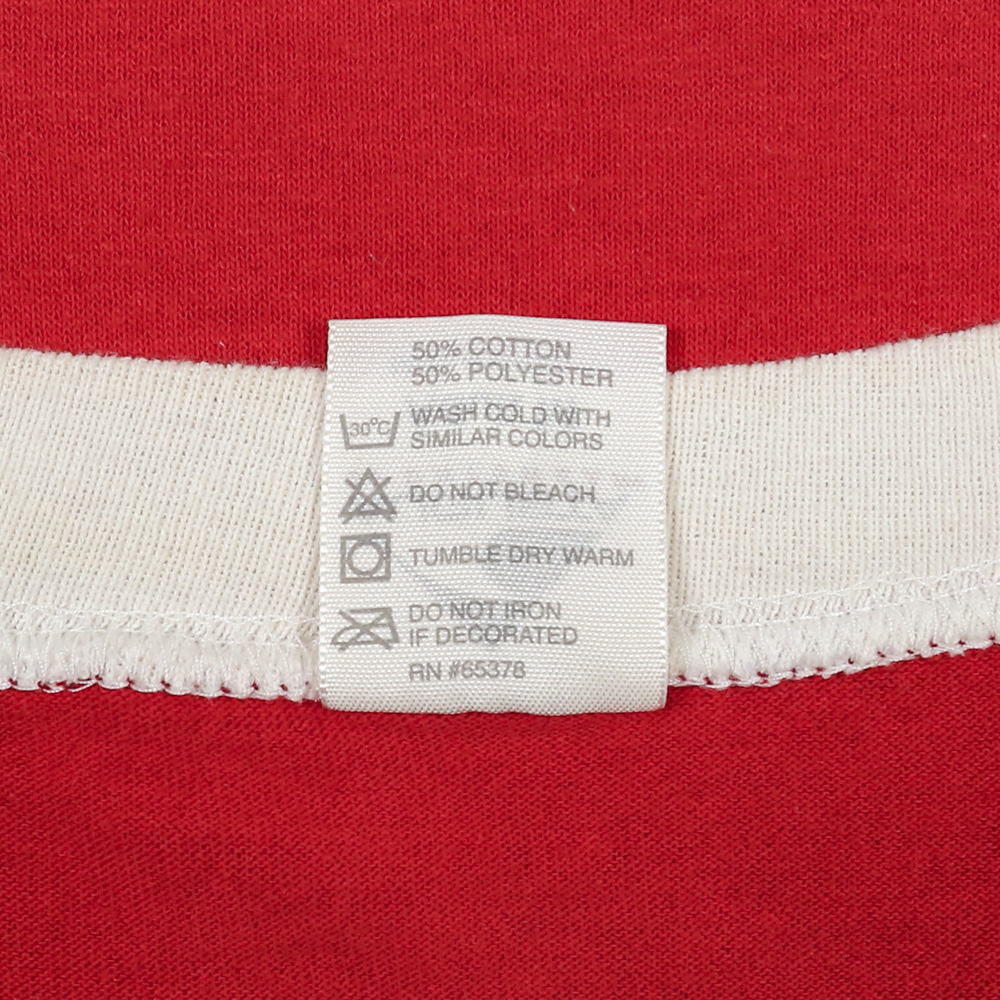 50% COTTON
50% POLYESTER
30°C WASH COLD WITH
SIMILAR COLORS
DO NOT BLEACH
TUMBLE DRY WARM
DO NOT IRON
IF DECORATED
RN #65378